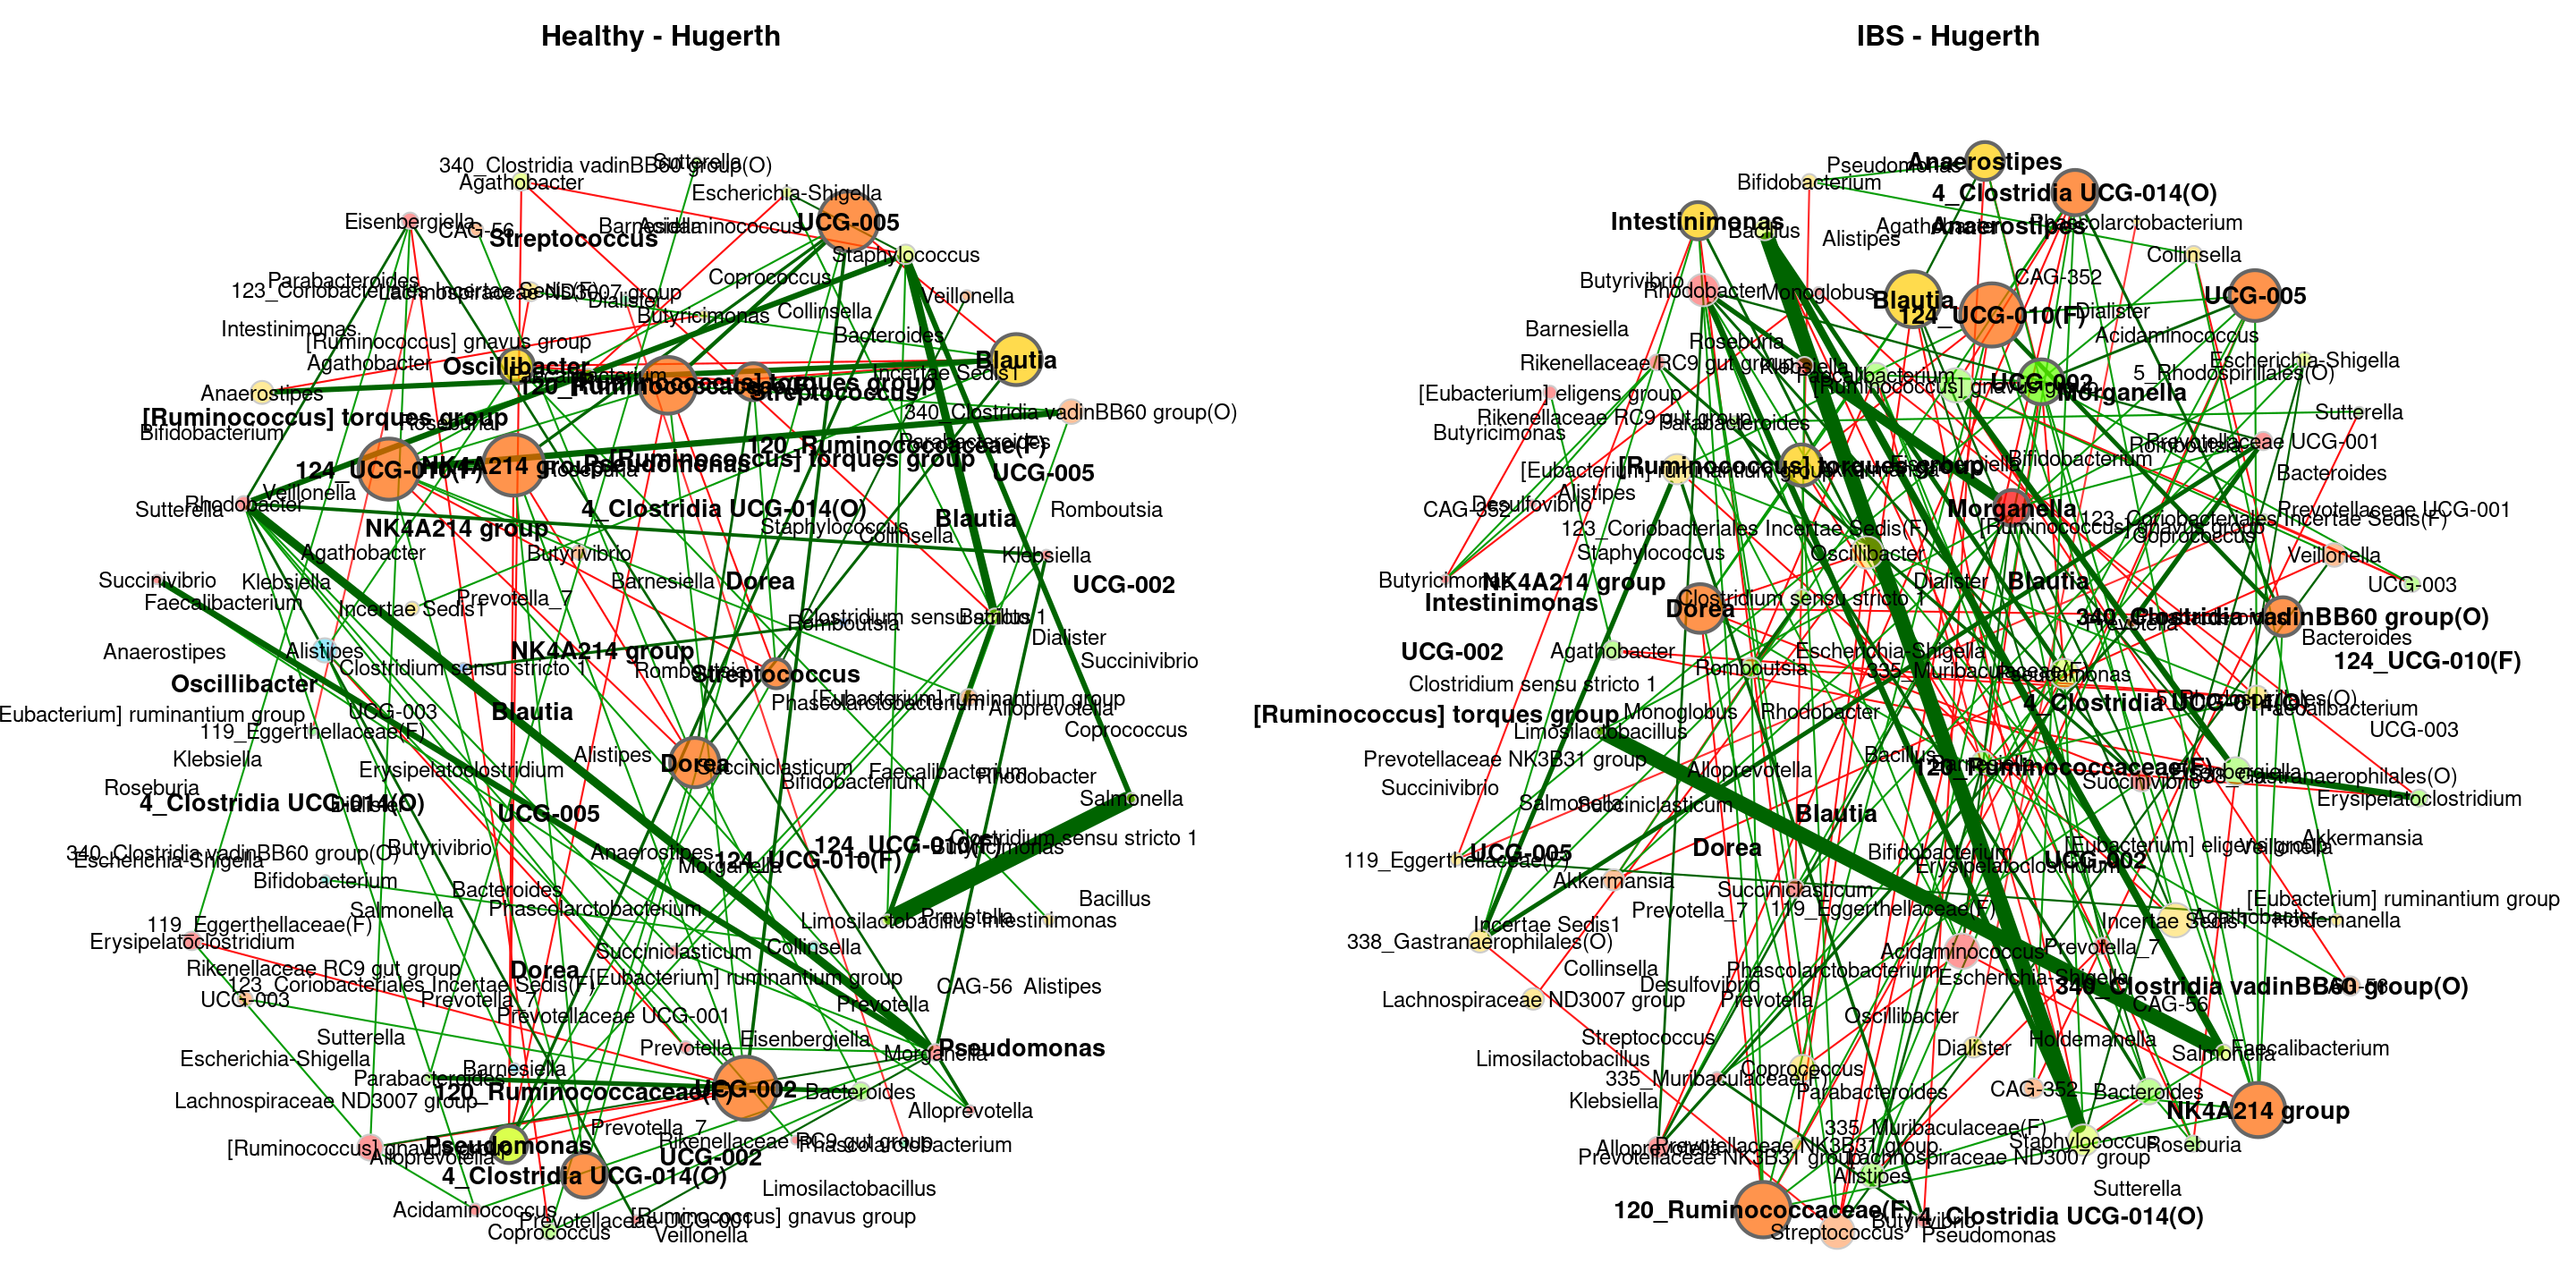 Healthy - Hugerth
IBS - Hugerth
340_Clostridia vadinBB60 group(O)
Sutterella
Agathobacter
Escherichia-Shigella
Eisenbergiella
CAG-56
Streptococcus
Barnesiella
Acidaminococcus
UCG-005
Staphylococcus
Parabacteroides
123_Coriobacteriales Incertae Sedis(F)
Lachnospiraceae ND3007 group
Dialister
Coprococcus
Veillonella
Butyricimonas
Collinsella
Intestinimonas
[Ruminococcus] gnavus group
Bacteroides
Agathobacter
Oscillibacter
Blautia
Incertae Sedis1
Anaerostipes
Streptococcus
[Ruminococcus] torques group
340_Clostridia vadinBB60 group(O)
Bifidobacterium
Roseburia
120_Ruminococcaceae(F)
Parabacteroides
124_UCG-010(F)
NK4A214 group
Pseudomonas
[Ruminococcus] torques group
Roseburia
UCG-005
Veillonella
Sutterella
Rhodobacter
4_Clostridia UCG-014(O)
Romboutsia
NK4A214 group
Staphylococcus
Blautia
Collinsella
Agathobacter
Butyrivibrio
Klebsiella
Succinivibrio
Klebsiella
Barnesiella
Dorea
UCG-002
Faecalibacterium
Incertae Sedis1
Prevotella_7
Clostridium sensu stricto 1
Bacillus
Romboutsia
Dialister
Anaerostipes
Alistipes
NK4A214 group
Succinivibrio
Clostridium sensu stricto 1
Romboutsia
Streptococcus
Oscillibacter
Phascolarctobacterium
[Eubacterium] ruminantium group
Alloprevotella
Eubacterium] ruminantium group
UCG-003
Blautia
119_Eggerthellaceae(F)
Coprococcus
Klebsiella
Alistipes
Dorea
Succiniclasticum
Erysipelatoclostridium
Bifidobacterium
Faecalibacterium
Rhodobacter
Roseburia
Salmonella
4_Clostridia UCG-014(O)
Dialister
UCG-005
340_Clostridia vadinBB60 group(O)
Escherichia-Shigella
Butyrivibrio
Anaerostipes
Morganella
124_UCG-010(F)
124_UCG-010(F)
Clostridium sensu stricto 1
Butyricimonas
Bifidobacterium
Bacteroides
Salmonella
Phascolarctobacterium
Limosilactobacillus
Prevotella
Intestinimonas
Bacillus
119_Eggerthellaceae(F)
Erysipelatoclostridium
Succiniclasticum
Collinsella
Rikenellaceae RC9 gut group
Dorea
[Eubacterium] ruminantium group
123_Coriobacteriales Incertae Sedis(F)
CAG-56
Alistipes
UCG-003
Prevotella_7
Prevotella
Prevotellaceae UCG-001
Sutterella
Eisenbergiella
Escherichia-Shigella
Prevotella
Morganella
Pseudomonas
Barnesiella
Parabacteroides
120_Ruminococcaceae(F)
UCG-002
Bacteroides
Lachnospiraceae ND3007 group
Alloprevotella
Prevotella_7
[Ruminococcus] gnavus group
Pseudomonas
Rikenellaceae RC9 gut group
Phascolarctobacterium
Alloprevotella
UCG-002
4_Clostridia UCG-014(O)
Limosilactobacillus
Acidaminococcus
Prevotellaceae UCG-001
[Ruminococcus] gnavus group
Coprococcus
Veillonella
Pseudomonas
Anaerostipes
Bifidobacterium
4_Clostridia UCG-014(O)
Intestinimonas
Bacillus
Agathobacter
Anaerostipes
Phascolarctobacterium
Alistipes
Collinsella
Butyrivibrio
Rhodobacter
Monoglobus
CAG-352
Blautia
124_UCG-010(F)
UCG-005
Dialister
Barnesiella
Roseburia
Acidaminococcus
Rikenellaceae RC9 gut group
Klebsiella
Escherichia-Shigella
Faecalibacterium
5_Rhodospirillales(O)
[Eubacterium] eligens group
[Ruminococcus] gnavus group
UCG-002
Morganella
Rikenellaceae RC9 gut group
Sutterella
Butyricimonas
Parabacteroides
Romboutsia
Prevotellaceae UCG-001
[Eubacterium] ruminantium group
[Ruminococcus] torques group
Bifidobacterium
Bacteroides
CAG-352
Desulfovibrio
Alistipes
Morganella
Prevotellaceae UCG-001
123_Coriobacteriales Incertae Sedis(F)
[Ruminococcus] gnavus group
123_Coriobacteriales Incertae Sedis(F)
Coprococcus
Staphylococcus
Oscillibacter
Veillonella
Butyricimonas
NK4A214 group
Dialister
Blautia
UCG-003
Intestinimonas
Dorea
Clostridium sensu stricto 1
340_Clostridia vadinBB60 group(O)
Prevotella
Bacteroides
UCG-002
Agathobacter
Escherichia-Shigella
124_UCG-010(F)
Romboutsia
335_Muribaculaceae(F)
Pseudomonas
Clostridium sensu stricto 1
4_Clostridia UCG-014(O)
5_Rhodospirillales(O)
Faecalibacterium
[Ruminococcus] torques group
Monoglobus
Rhodobacter
Limosilactobacillus
UCG-003
Prevotellaceae NK3B31 group
Bacillus
Alloprevotella
120_Ruminococcaceae(F)
Eisenbergiella
338_Gastranaerophilales(O)
Succinivibrio
Succinivibrio
Salmonella
Succiniclasticum
Blautia
Erysipelatoclostridium
Akkermansia
119_Eggerthellaceae(F)
UCG-005
Dorea
Bifidobacterium
Erysipelatoclostridium
UCG-002
[Eubacterium] eligens group
Veillonella
Akkermansia
Succiniclasticum
[Eubacterium] ruminantium group
Prevotella_7
119_Eggerthellaceae(F)
Incertae Sedis1
Incertae Sedis1
Agathobacter
Holdemanella
338_Gastranaerophilales(O)
Acidaminococcus
Prevotella_7
Collinsella
Phascolarctobacterium
Desulfovibrio
Escherichia-Shigella
340_Clostridia vadinBB60 group(O)
CAG-56
Lachnospiraceae ND3007 group
Prevotella
CAG-56
Oscillibacter
Streptococcus
Limosilactobacillus
Dialister
Holdemanella
Salmonella
Faecalibacterium
335_Muribaculaceae(F)
Coprococcus
Parabacteroides
CAG-352
Bacteroides
Klebsiella
NK4A214 group
335_Muribaculaceae(F)
Alloprevotella
Prevotellaceae NK3B31 group
Staphylococcus
Roseburia
Prevotellaceae NK3B31 group
Lachnospiraceae ND3007 group
Alistipes
Sutterella
120_Ruminococcaceae(F)
Butyrivibrio
4_Clostridia UCG-014(O)
Streptococcus
Pseudomonas